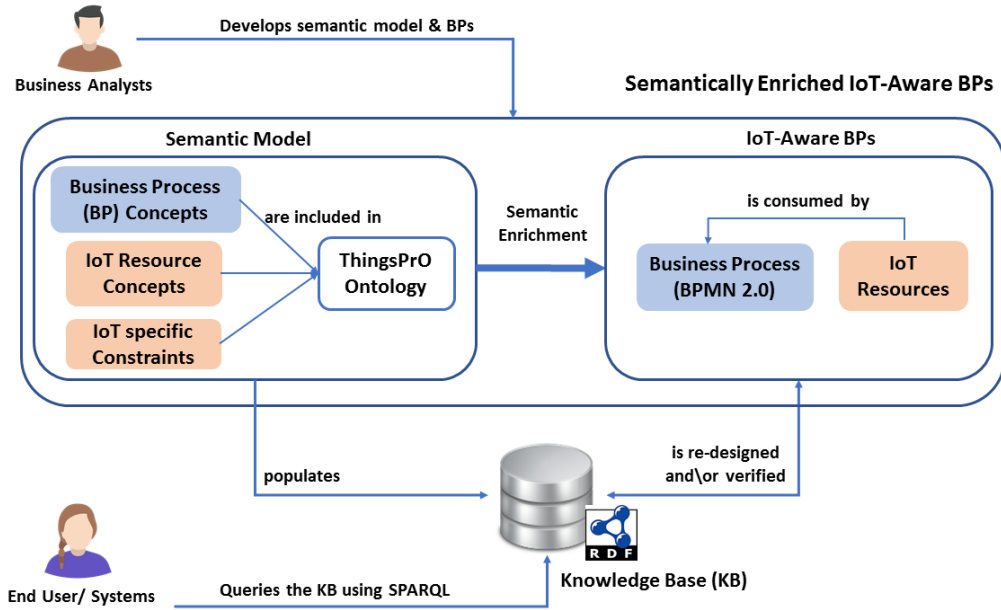 Develops semantic model & BPs
Business Analysts
Semantically Enriched IoT-Aware BPs
Semantic Model
IoT-Aware BPs
Business Process
(BP) Concepts
are included in
IoT Resource
Concepts
ThingsPrO
Ontology
IoT specific
Constraints
Semantic
Enrichment
is consumed by
Business Process
(BPMN 2.0)
IoT
Resources
populates
is re-designed
and\or verified
RDF
Knowledge Base (KB)
End User/ Systems
Queries the KB using SPARQL